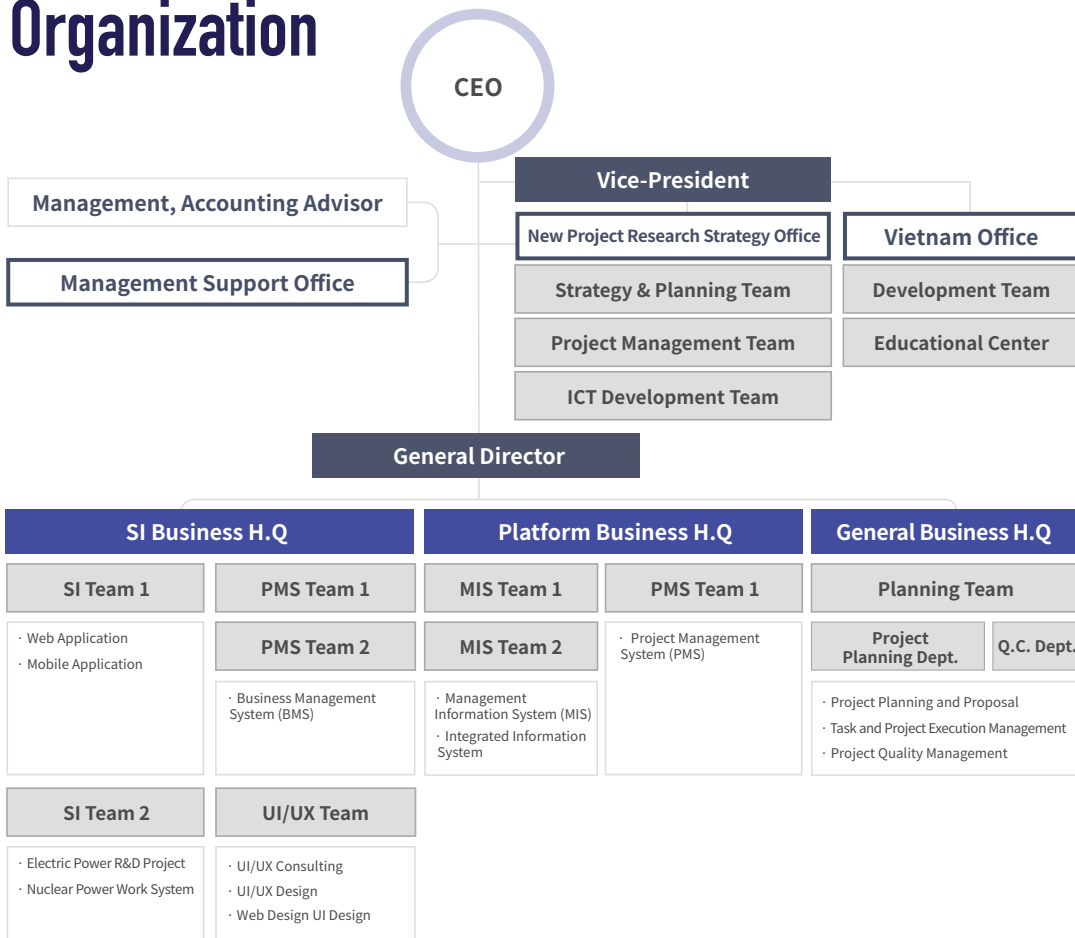 Organization
CEO
Vice-President
Management, Accounting Advisor
Management Support Office
New Project Research Strategy Office
Strategy & Planning Team
Project Management Team
ICT Development Team
Vietnam Office
Development Team
Educational Center
General Director
SI Business H.Q
SI Team 1
· Web Application
· Mobile Application
SI Team 2
· Electric Power R&D Project
· Nuclear Power Work System
PMS Team 1
PMS Team 2
· Business Management
System (BMS)
UI/UX Team
· UI/UX Consulting
· UI/UX Design
· Web Design UI Design
Platform Business H.Q
MIS Team 1
MIS Team 2
· Management
Information System (MIS)
· Integrated Information
System
PMS Team 1
· Project Management
System (PMS)
General Business H.Q
Planning Team
Project
Planning Dept.
Q.C. Dept.
· Project Planning and Proposal
· Task and Project Execution Management
· Project Quality Management